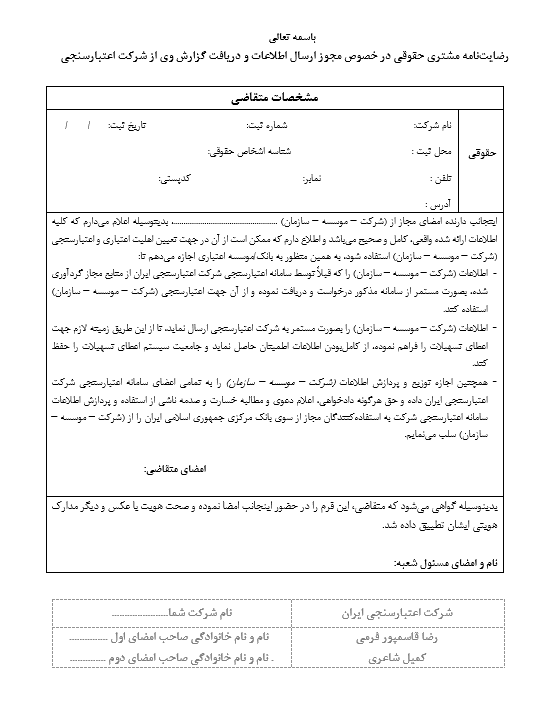 باسمه تعالی
رضایت‌نامه مشتری حقوقی در خصوص مجوز ارسال اطلاعات و دریافت گزارش وی از شرکت اعتبارسنجی
مشخصات متقاضی
حقوقی
نام شرکت: شماره ثبت: تاریخ ثبت: / /
محل ثبت : شناسه اشخاص حقوقی:
تلفن : نمابر: کدپستی:
آدرس :
اینجانب دارنده امضای مجاز از (شرکت – موسسه – سازمان) ........................................ بدینوسیله اعلام می‌دارم که کلیه
اطلاعات ارائه شده واقعی، کامل و صحیح می‌باشد و اطلاع دارم که ممکن است از آن در جهت تعیین اهلیت اعتباری و اعتبارسنجی
(شرکت – موسسه – سازمان) استفاده شود، به همین منظور به بانک/موسسه اعتباری اجازه می‌دهم تا:
- اطلاعات (شرکت – موسسه – سازمان) را که قبلاً توسط سامانه اعتبارسنجی شرکت اعتبارسنجی ایران از منابع مجاز گردآوری
شده، بصورت مستمر از سامانه مذکور درخواست و دریافت نموده و از آن جهت اعتبارسنجی (شرکت – موسسه – سازمان)
استفاده کند.
- اطلاعات (شرکت – موسسه – سازمان) را بصورت مستمر به شرکت اعتبارسنجی ارسال نماید، تا از این طریق زمینه لازم جهت
اعطای تسهیلات را فراهم نموده، از کامل‌بودن اطلاعات اطمینان حاصل نماید و جامعیت سیستم اعطای تسهیلات را حفظ
کند.
- همچنین اجازه توزیع و پردازش اطلاعات (شرکت – موسسه – سازمان) را به تمامی اعضای سامانه اعتبارسنجی شرکت
اعتبارسنجی ایران داده و حق هرگونه دادخواهی، اعلام دعوی و مطالبه خسارت و صدمه ناشی از استفاده و پردازش اطلاعات
سامانه اعتبارسنجی شرکت به استفاده‌کنندگان مجاز از سوی بانک مرکزی جمهوری اسلامی ایران را از (شرکت – موسسه –
سازمان) سلب می‌نمایم.
امضای متقاضی:
بدینوسیله گواهی می‌شود که متقاضی، این فرم را در حضور اینجانب امضا نموده و صحت هویت با عکس و دیگر مدارک
هویتی ایشان تطبیق داده شد.
نام و امضای مسئول شعبه:
شرکت اعتبارسنجی ایران نام شرکت شما......................
رضا قاسمپور فرمی نام و نام خانوادگی صاحب امضای اول ...............
کمیل شاعری . نام و نام خانوادگی صاحب امضای دوم ..............